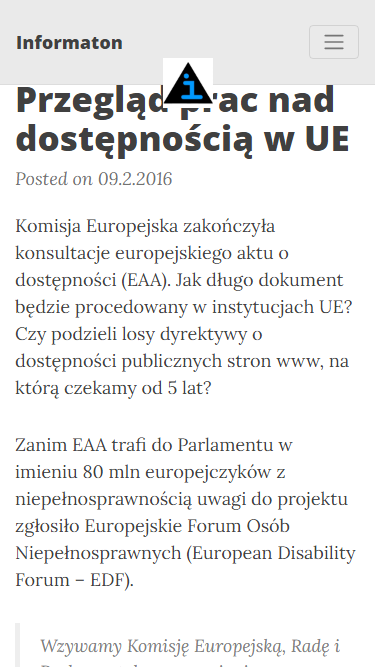 Informaton
Przegląd prac nad
dostępnością w UE
Posted on 09.2.2016
Komisja Europejska zakończyła
konsultacje europejskiego aktu o
dostępności (EAA). Jak długo dokument
będzie procedowany w instytucjach UE?
Czy podzieli losy dyrektywy o
dostępności publicznych stron www, na
którą czekamy od 5 lat?
Zanim EAA trafi do Parlamentu w
imieniu 80 mln europejczyków z
niepełnosprawnością uwagi do projektu
zgłosiło Europejskie Forum Osób
Niepełnosprawnych (European Disability
Forum – EDF).
Wzywamy Komisję Europejską, Radę i